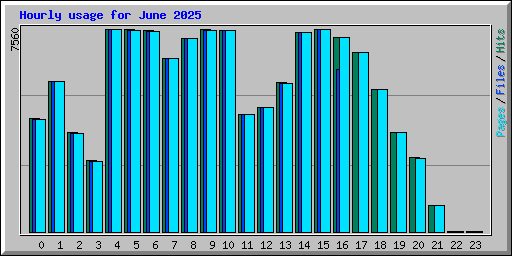 Hourly usage for June 2025
7560
Pages / Files / Hits
0 1 2 3 4 5 6 7 8 9 10 11 12 13 14 15 16 17 18 19 20 21 22 23